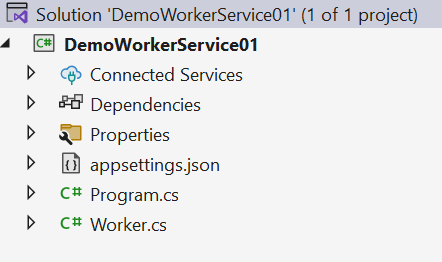 Solution 'DemoWorkerService01' (1 of 1 project)
C# DemoWorkerService01
Connected Services
Dependencies
Properties
appsettings.json
C# Program.cs
C# Worker.cs